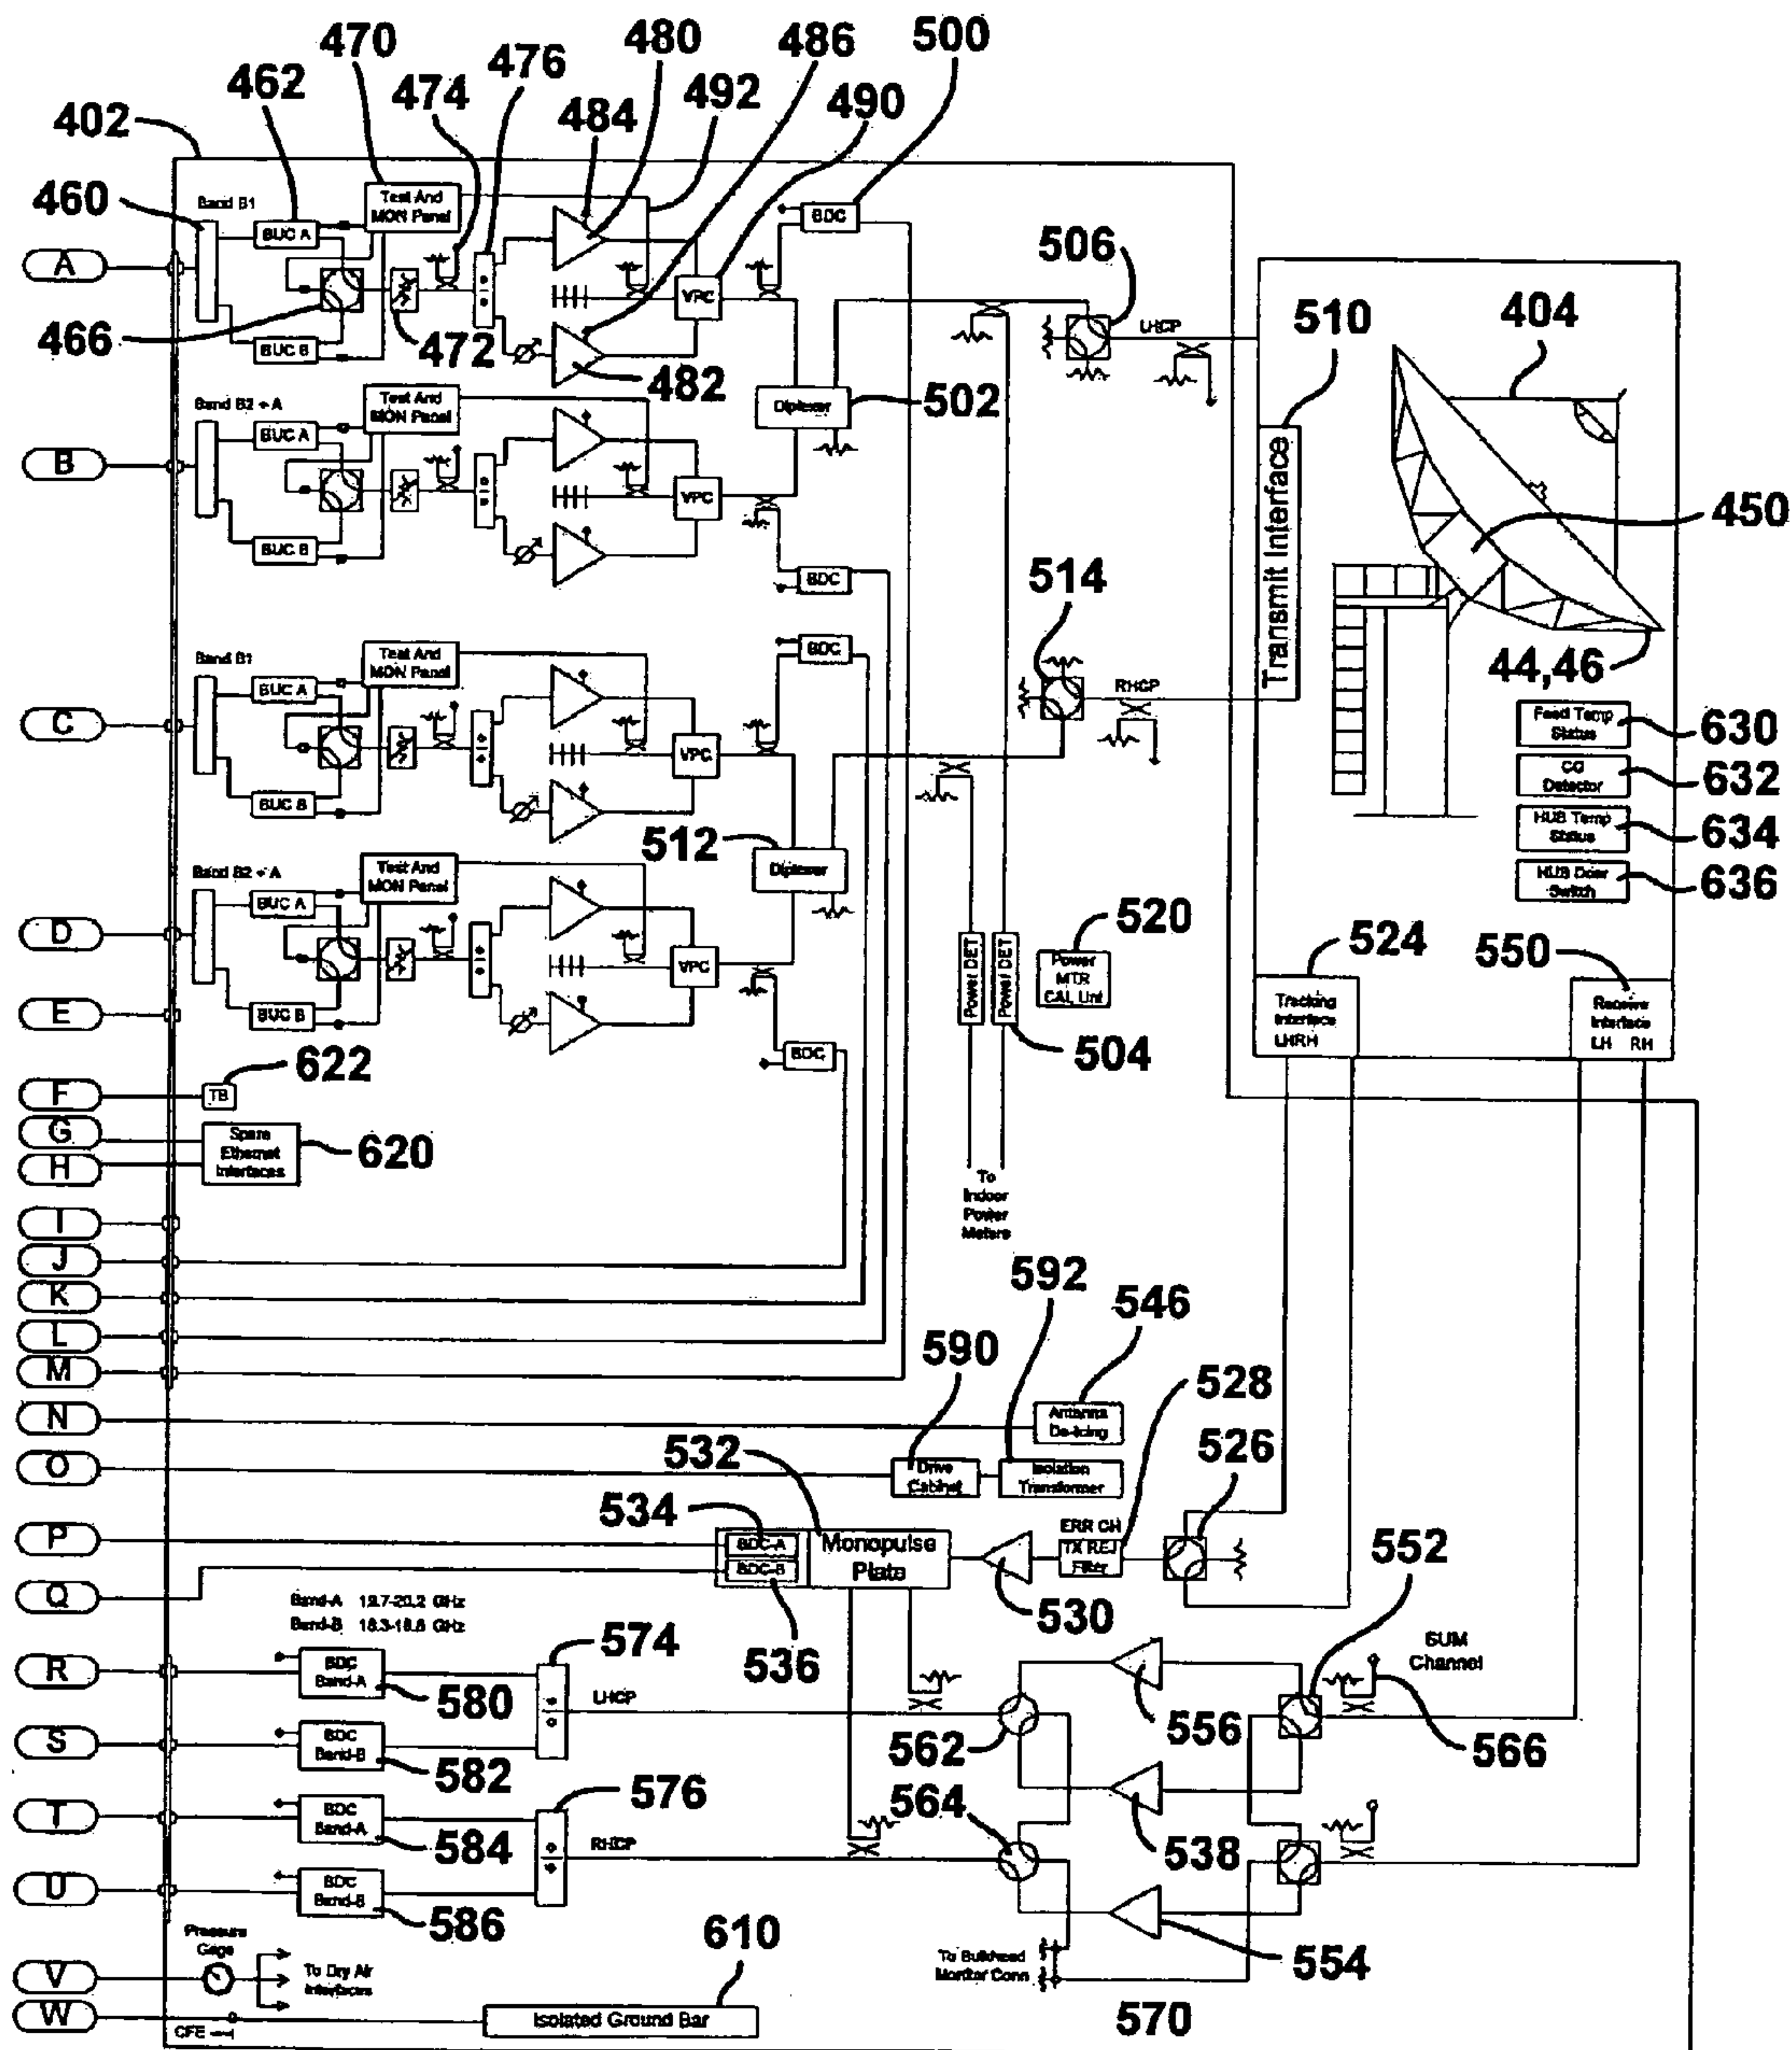 470
480
486
500
462
474
476
492
490
484
402
460
Band B1
Test And
MON Panel
BUC A
BDC
A
VPC
506
LHCP
510
404
466
BUC B
472
482
Band B2 + A
Test And
MON Panel
Diplexer
502
BUC A
B
VPC
450
BUC B
BDC
514
Transmit Interface
Band B1
Test And
MON Panel
BDC
44,46
BUC A
RHCP
C
VPC
Feed Temp
Status
630
CG
Detector
632
BUC B
512
HUB Temp
Status
634
Band B2 + A
Test And
MON Panel
Diplexer
HUB Door
Switch
636
BUC A
D
520
524
550
VPC
Power DET
Power DET
Power
MTR
CAL Unit
E
BUC B
Tracking
Interface
LHRH
Receive
Interface
LH RH
BDC
504
622
F
TB
G
Spare
Ethernet
Interfaces
620
H
To
Indoor
Power
Meters
I
J
592
546
K
L
590
528
M
N
Antenna
De-Icing
526
532
O
Drive
Cabinet
Isolation
Transformer
534
ERR CH
552
P
BDC-A
Monopulse
Plate
TX REJ
Filter
BDC-B
Q
Band-A 19.7-20.2 GHz
Band-B 18.3-18.8 GHz
574
536
530
SUM
Channel
R
BDC
Band-A
580
LHCP
556
566
S
BDC
Band-B
582
562
576
564
T
BDC
Band-A
584
RHCP
538
U
BDC
Band-B
586
610
554
Pressure
Gage
V
To Dry Air
Interfaces
To Bulkhead
Monitor Conn
570
W
CFE
Isolated Ground Bar